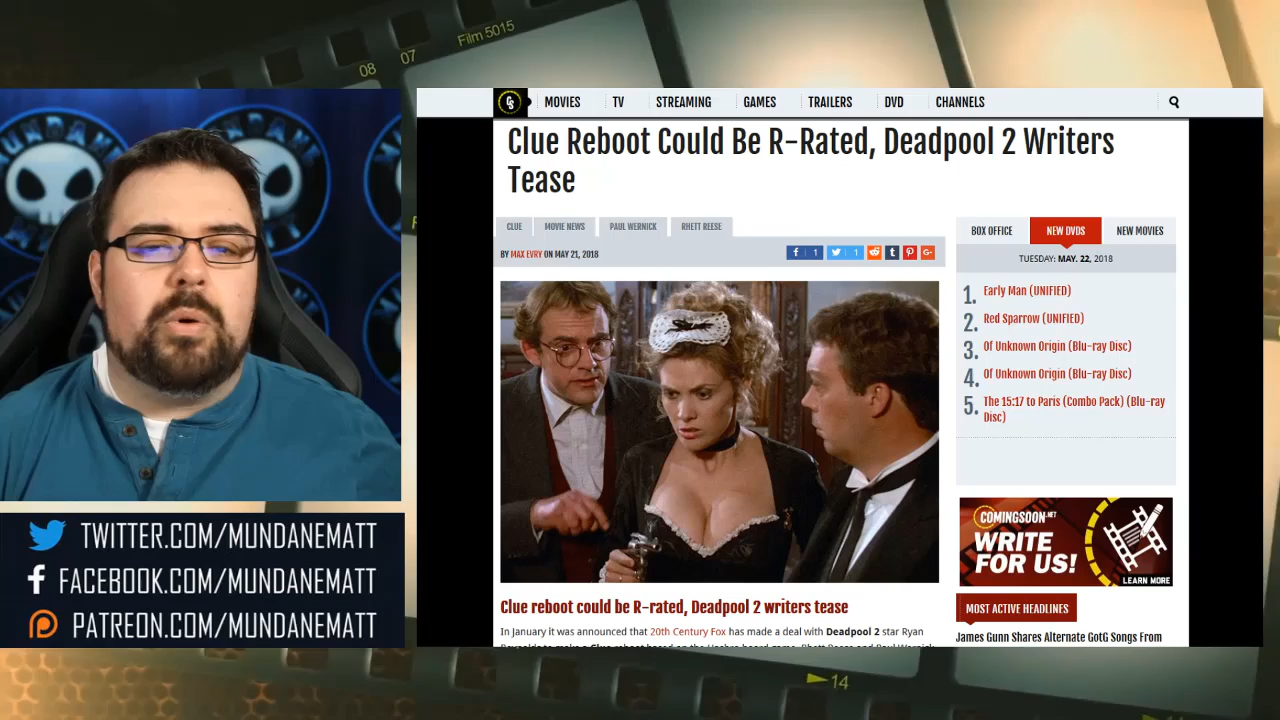 Film 5015
08
07
MUNDANE
CS
MOVIES
TV
STREAMING
GAMES
TRAILERS
DVD
CHANNELS
Clue Reboot Could Be R-Rated, Deadpool 2 Writers
Tease
CLUE
MOVIE NEWS
PAUL WERNICK
RHETT REESE
BY MAX EVRY ON MAY 21, 2018
f 1
1
t
G+
BOX OFFICE
NEW DVDS
NEW MOVIES
TUESDAY: MAY. 22, 2018
1. Early Man (UNIFIED)
2. Red Sparrow (UNIFIED)
3. Of Unknown Origin (Blu-ray Disc)
4. Of Unknown Origin (Blu-ray Disc)
5. The 15:17 to Paris (Combo Pack) (Blu-ray
Disc)
COMINGSOON.NET
WRITE
FOR US!
LEARN MORE
MOST ACTIVE HEADLINES
James Gunn Shares Alternate GotG Songs From
Clue reboot could be R-rated, Deadpool 2 writers tease
In January it was announced that 20th Century Fox has made a deal with Deadpool 2 star Ryan
TWITTER.COM/MUNDANEMATT
FACEBOOK.COM/MUNDANEMATT
PATREON.COM/MUNDANEMATT
14